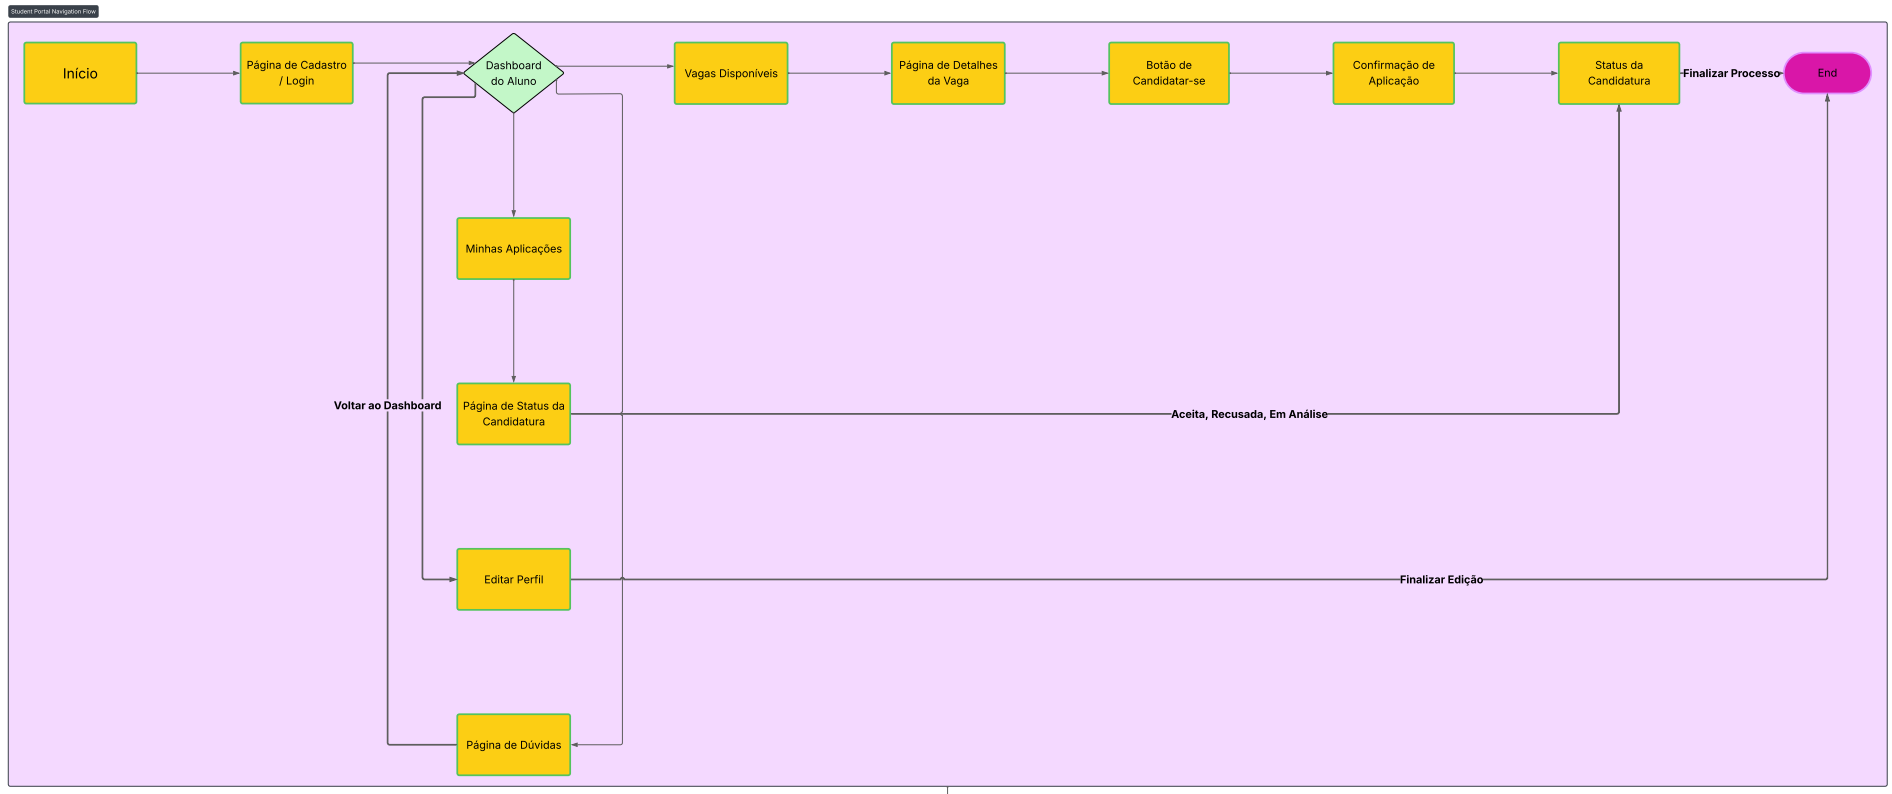 Student Portal Navigation Flow
Início
Página de Cadastro
/ Login
Dashboard
do Aluno
Vagas Disponíveis
Página de Detalhes
da Vaga
Botão de
Candidatar-se
Confirmação de
Aplicação
Status da
Candidatura
Finalizar Processo
End
Minhas Aplicações
Voltar ao Dashboard
Página de Status da
Candidatura
Aceita, Recusada, Em Análise
Editar Perfil
Finalizar Edição
Página de Dúvidas